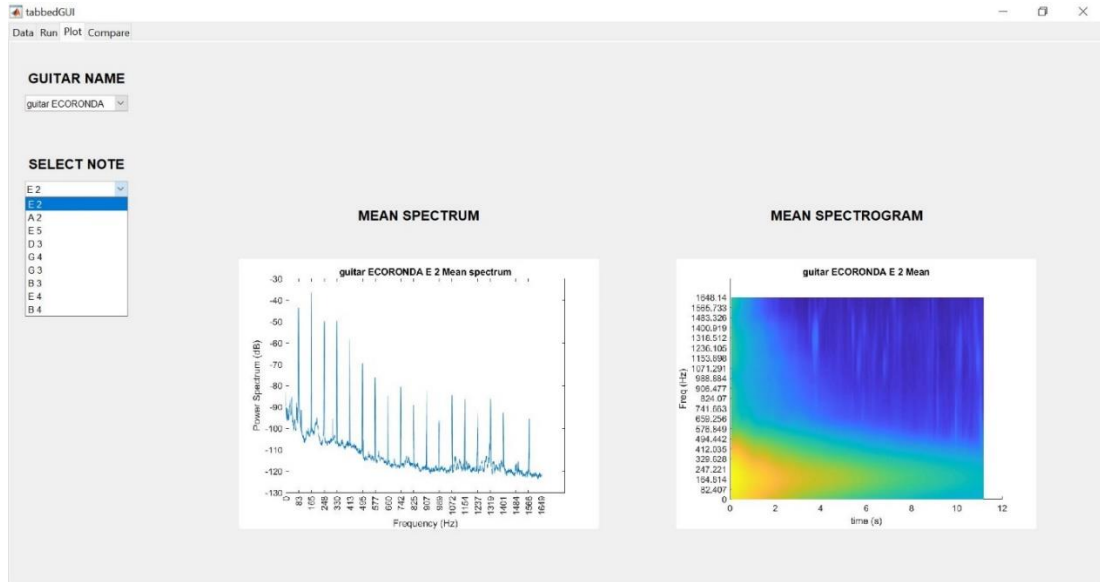 tabbedGUI
Data Run Plot Compare
GUITAR NAME
guitar ECORONDA
SELECT NOTE
E 2
E 2
A 2
E 5
D 3
G 4
G 3
B 3
E 4
B 4
MEAN SPECTRUM
guitar ECORONDA E 2 Mean spectrum
Power Spectrum (dB)
-30
-40
-50
-60
-70
-80
-90
-100
-110
-120
-130
0 83 165 248 330 413 495 577 660 742 825 907 989 1072 1154 1237 1319 1401 1484 1566 1649
Frequency (Hz)
MEAN SPECTROGRAM
guitar ECORONDA E 2 Mean
Freq (Hz)
1648.14
1565.733
1483.326
1400.919
1318.512
1236.105
1153.698
1071.291
988.884
906.477
824.07
741.663
659.256
576.849
494.442
412.035
329.628
247.221
164.814
82.407
0
0 2 4 6 8 10 12
time (s)